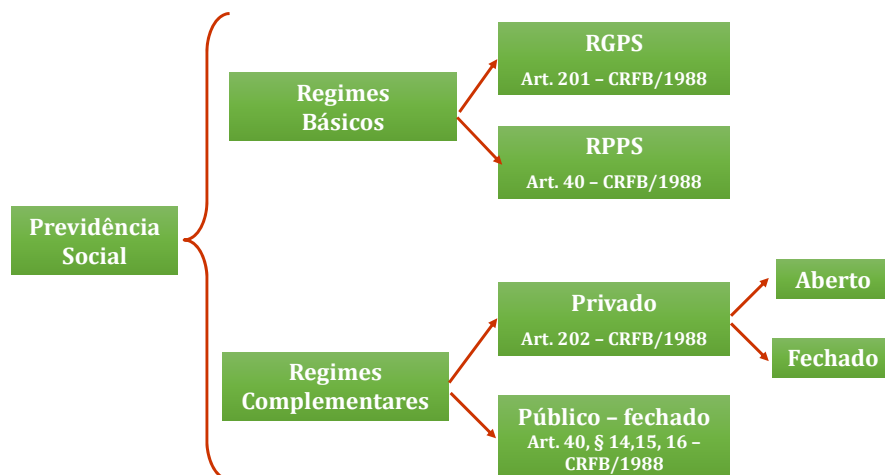 Previdência
Social
Regimes
Básicos
RGPS
Art. 201 – CRFB/1988
RPPS
Art. 40 – CRFB/1988
Regimes
Complementares
Privado
Art. 202 – CRFB/1988
Aberto
Fechado
Público – fechado
Art. 40, § 14,15, 16 –
CRFB/1988